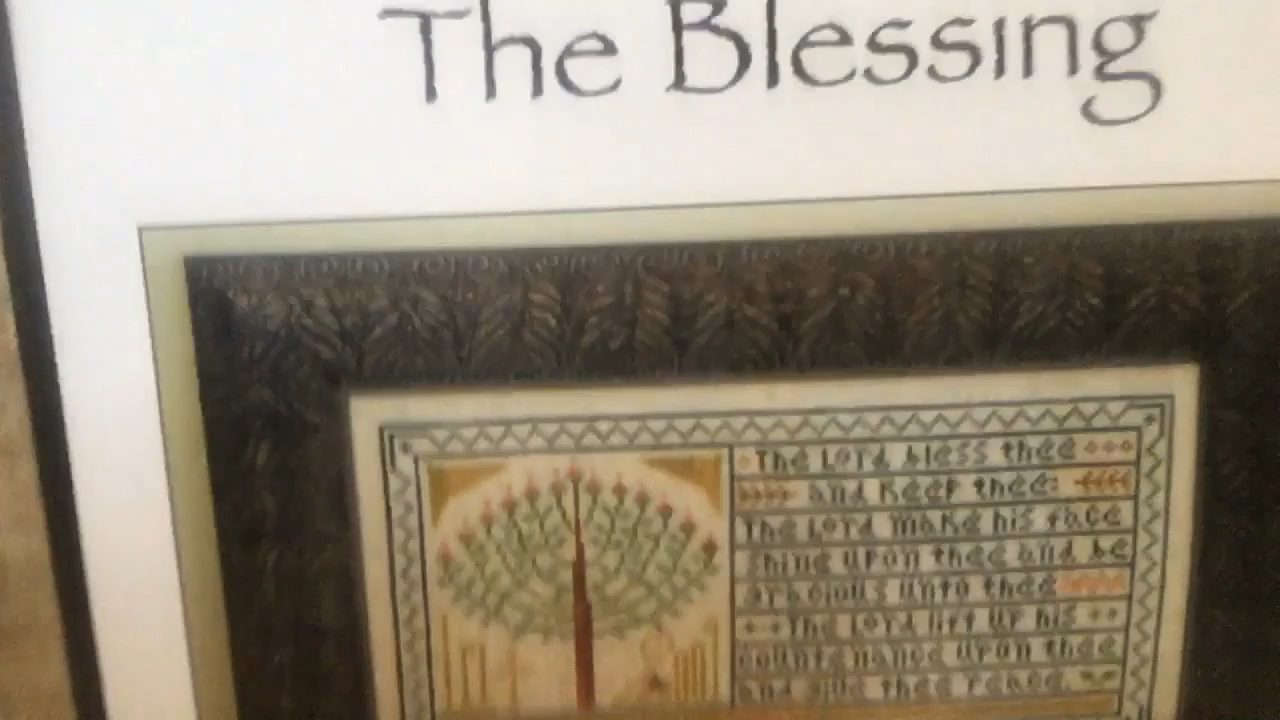 The Blessing
The Lord bless thee
and keep thee:
The Lord make his face
shine upon thee and be
gracious unto thee
The Lord lift up his
countenance upon thee
and give thee peace.